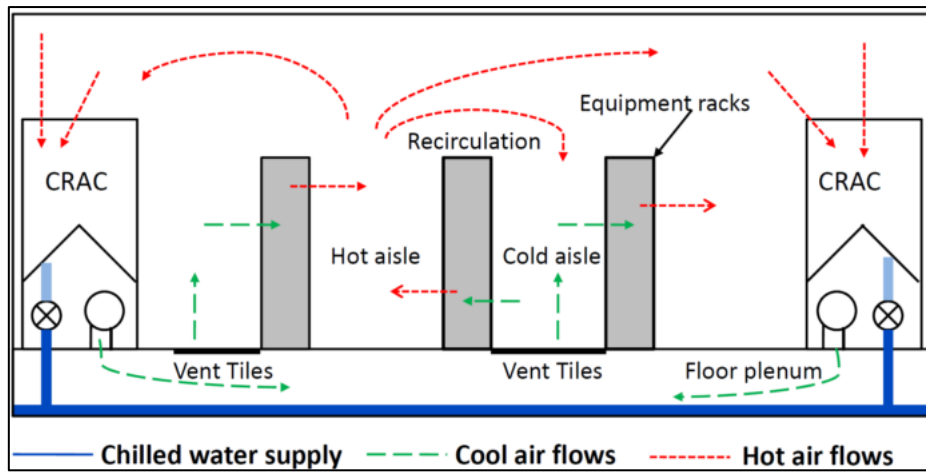 Equipment racks
Recirculation
CRAC
CRAC
Hot aisle
Cold aisle
Vent Tiles
Vent Tiles
Floor plenum
Chilled water supply
Cool air flows
Hot air flows